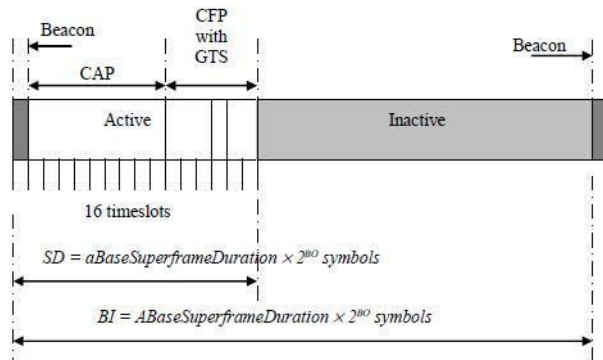 CFP
with
GTS
Beacon
Beacon
CAP
Active
Inactive
16 timeslots
SD = aBaseSuperframeDuration × 2^BO symbols
BI = ABaseSuperframeDuration × 2^BO symbols